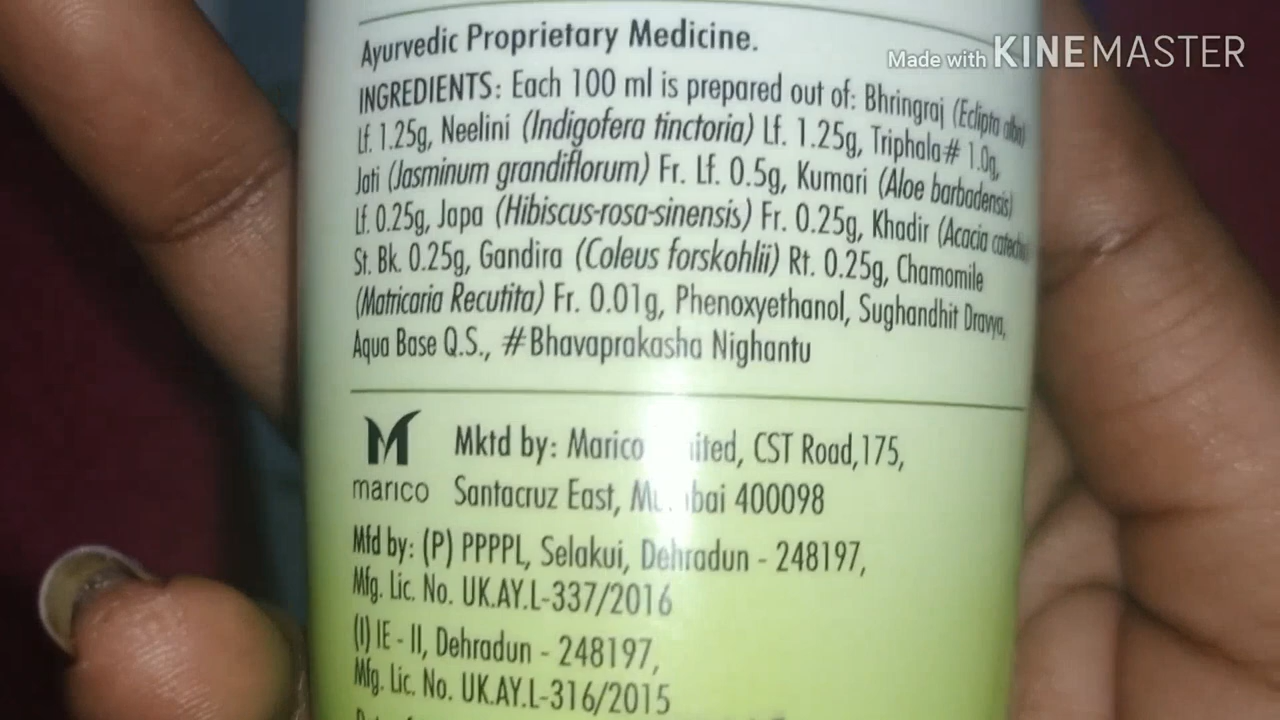 Made with KINEMASTER
Ayurvedic Proprietary Medicine.
INGREDIENTS: Each 100 ml is prepared out of: Bhringraj (Eclipta alba)
Lf. 1.25g, Neelini (Indigofera tinctoria) Lf. 1.25g, Triphala# 1.0g,
Jati (Jasminum grandiflorum) Fr. Lf. 0.5g, Kumari (Aloe barbadensis)
Lf. 0.25g, Japa (Hibiscus-rosa-sinensis) Fr. 0.25g, Khadir (Acacia
St. Bk. 0.25g, Gandira (Coleus forskohlii) Rt. 0.25g, Chamomile
(Matricaria Recutita) Fr. 0.01g, Phenoxyethanol, Sughandhit Dravya,
Aqua Base Q.S., #Bhavaprakasha Nighantu
marico
Mktd by: Marico CST Road,175,
Santacruz East, 400098
Mfd by: (P) PPPPL, Selakui, Dehradun - 248197,
Mfg. Lic. No. UK.AY.L-337/2016
(I) IE - II, Dehradun - 248197,
Mfg. Lic. No. UK.AY.L-316/2015